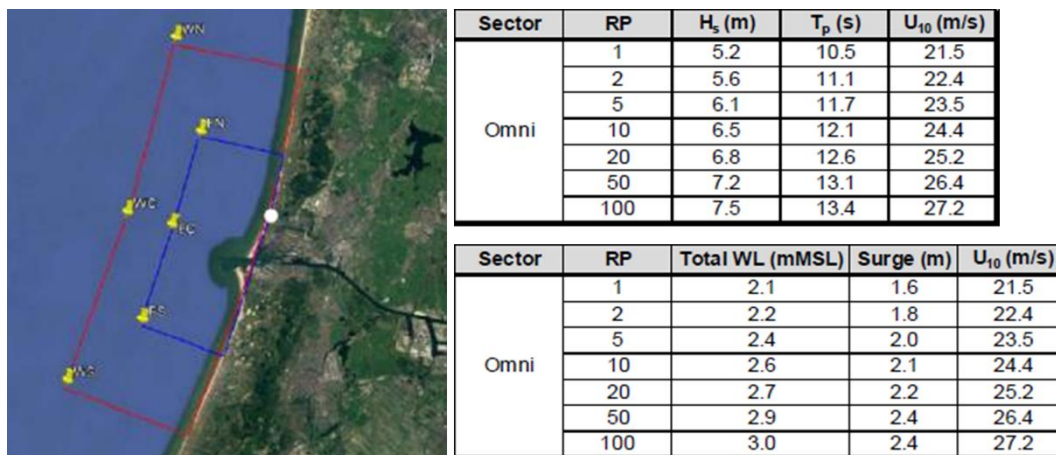 WN
FN
WC
FC
FS
WS
Sector RP Hs (m) Tp (s) U10 (m/s)
1 5.2 10.5 21.5
2 5.6 11.1 22.4
5 6.1 11.7 23.5
Omni 10 6.5 12.1 24.4
20 6.8 12.6 25.2
50 7.2 13.1 26.4
100 7.5 13.4 27.2
Sector RP Total WL (mMSL) Surge (m) U10 (m/s)
1 2.1 1.6 21.5
2 2.2 1.8 22.4
5 2.4 2.0 23.5
Omni 10 2.6 2.1 24.4
20 2.7 2.2 25.2
50 2.9 2.4 26.4
100 3.0 2.4 27.2